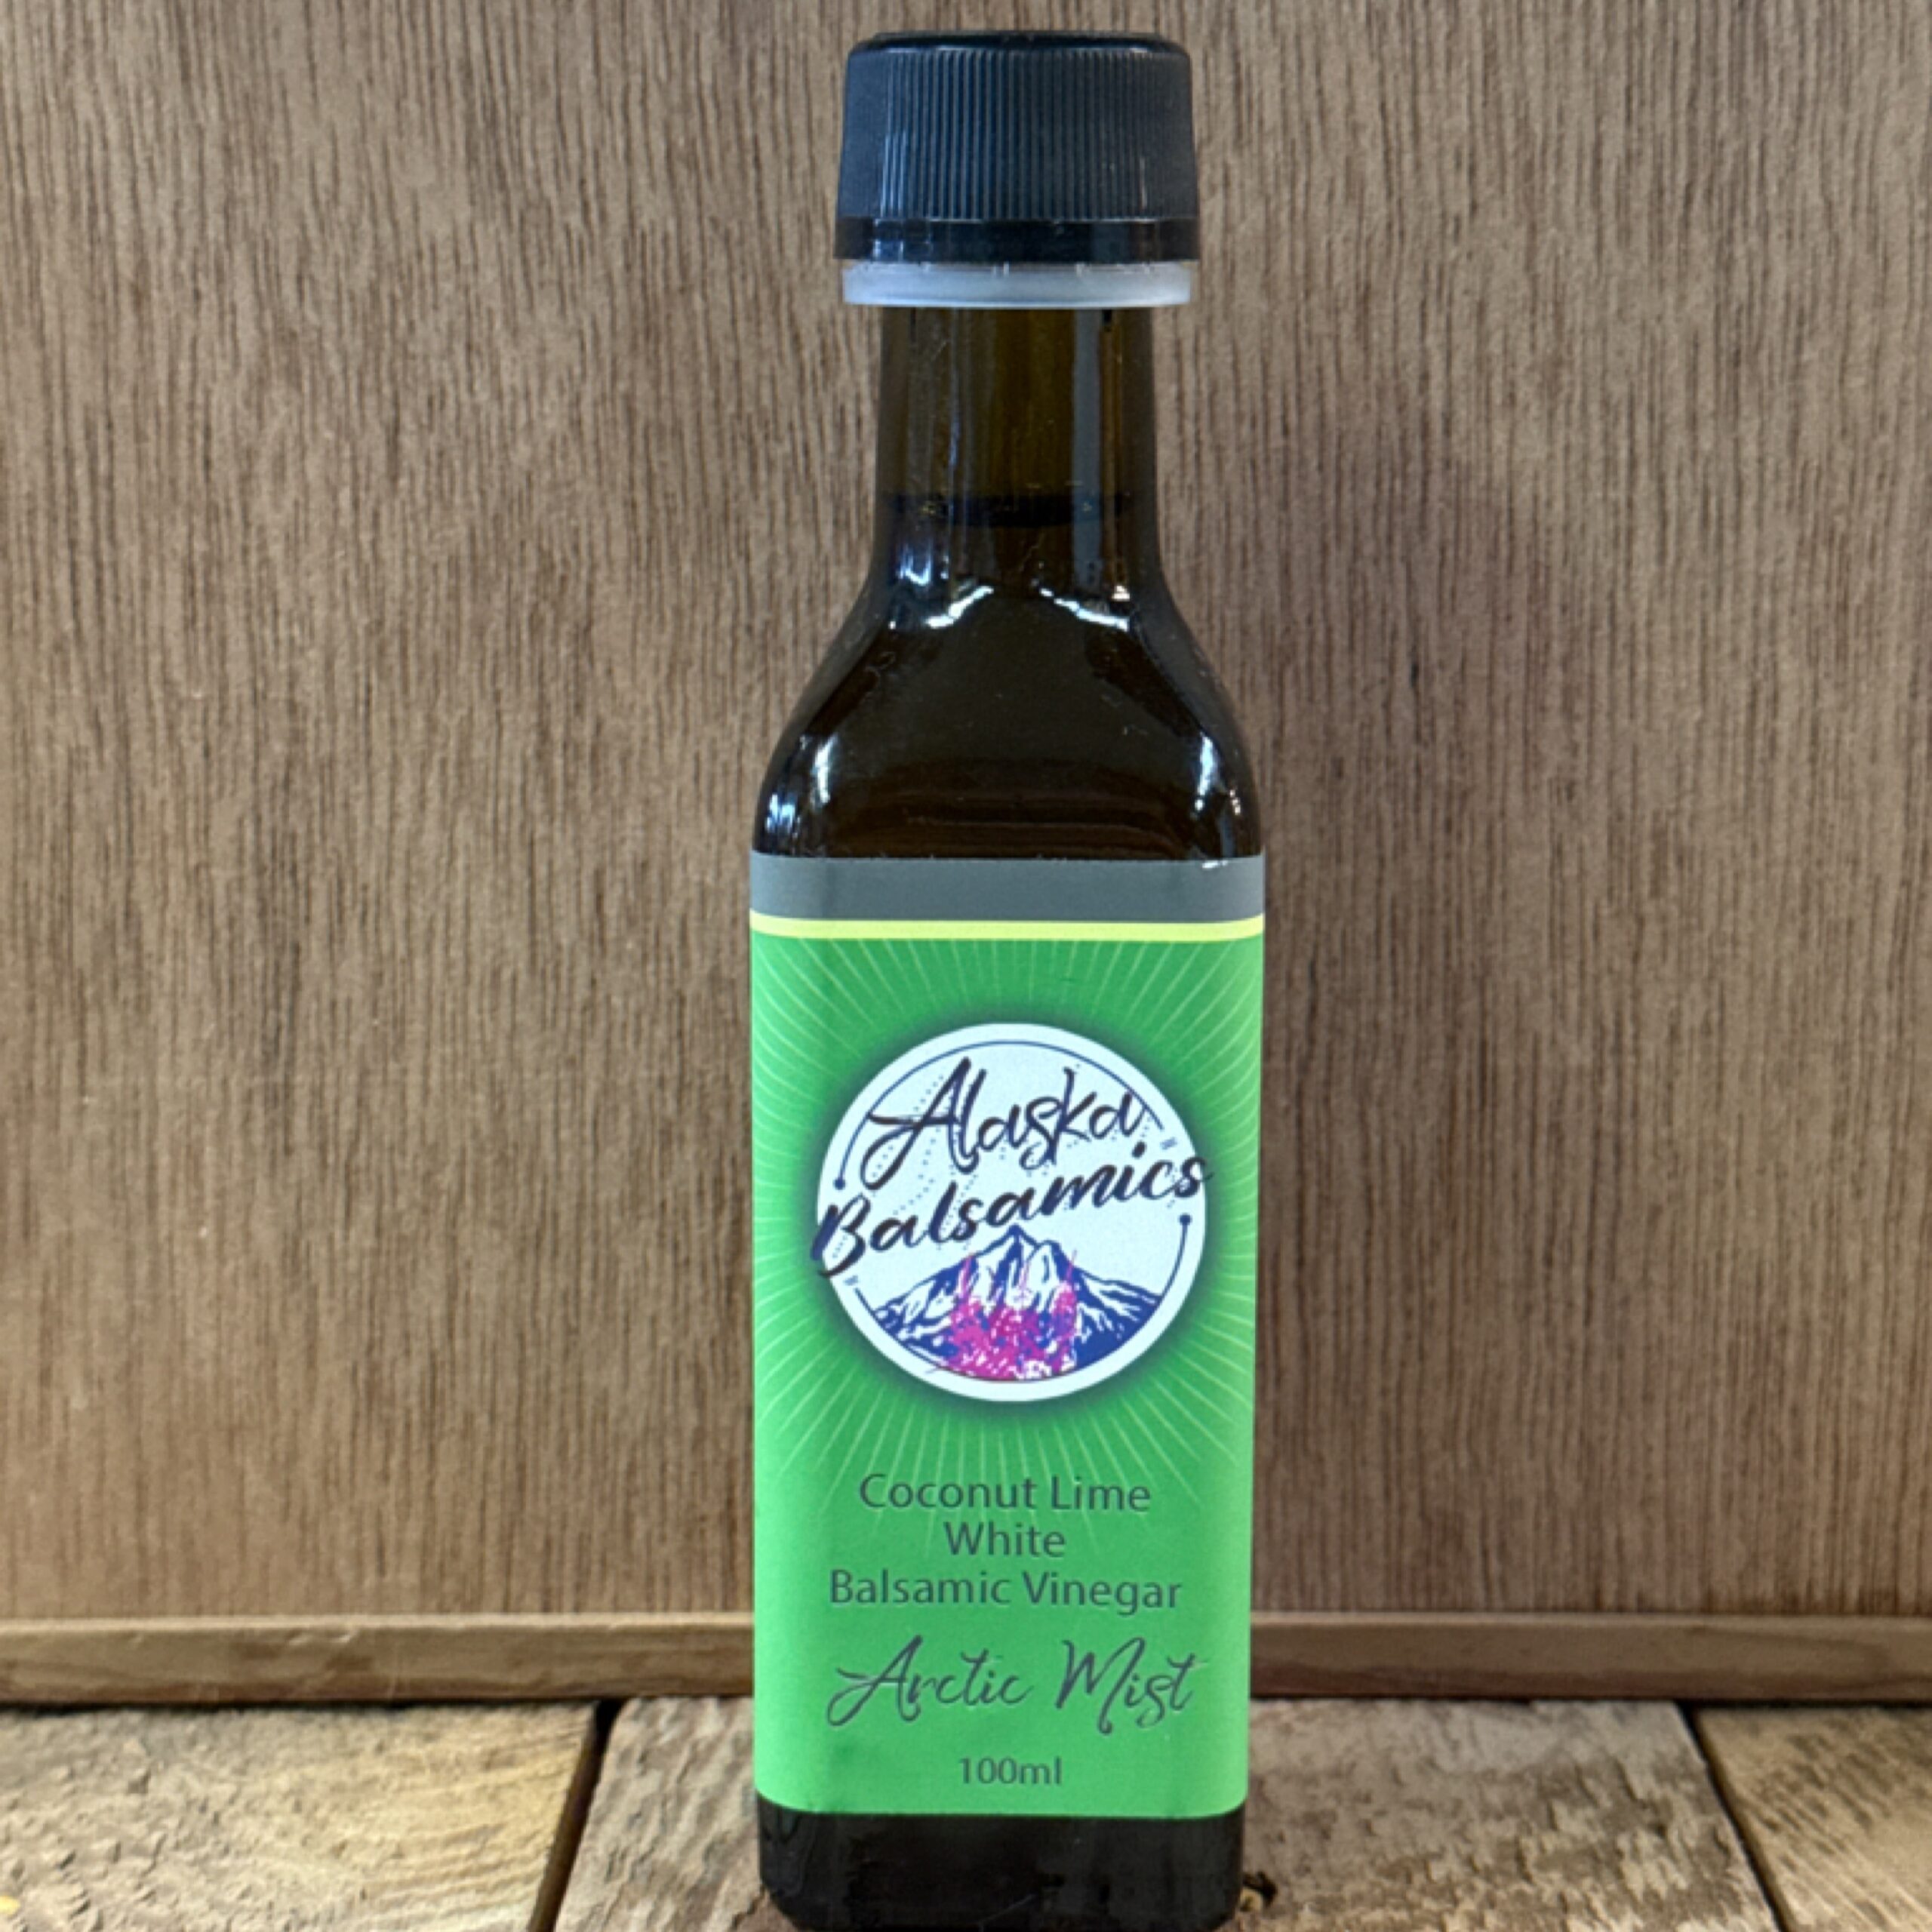 Alaska
Balsamics
Coconut Lime
White
Balsamic Vinegar
Arctic Mist
100ml